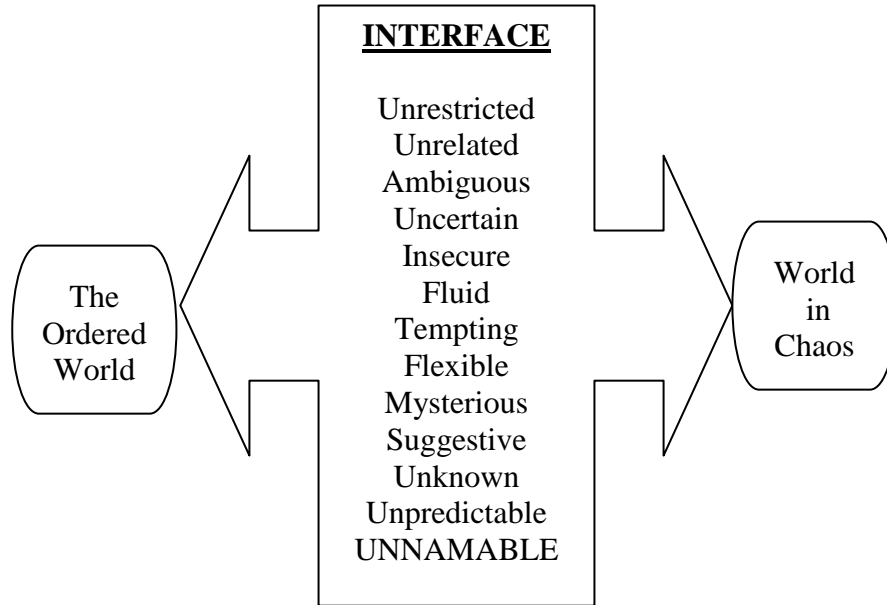 INTERFACE
Unrestricted
Unrelated
Ambiguous
Uncertain
Insecure
Fluid
Tempting
Flexible
Mysterious
Suggestive
Unknown
Unpredictable
UNNAMABLE
The
Ordered
World
World
in
Chaos